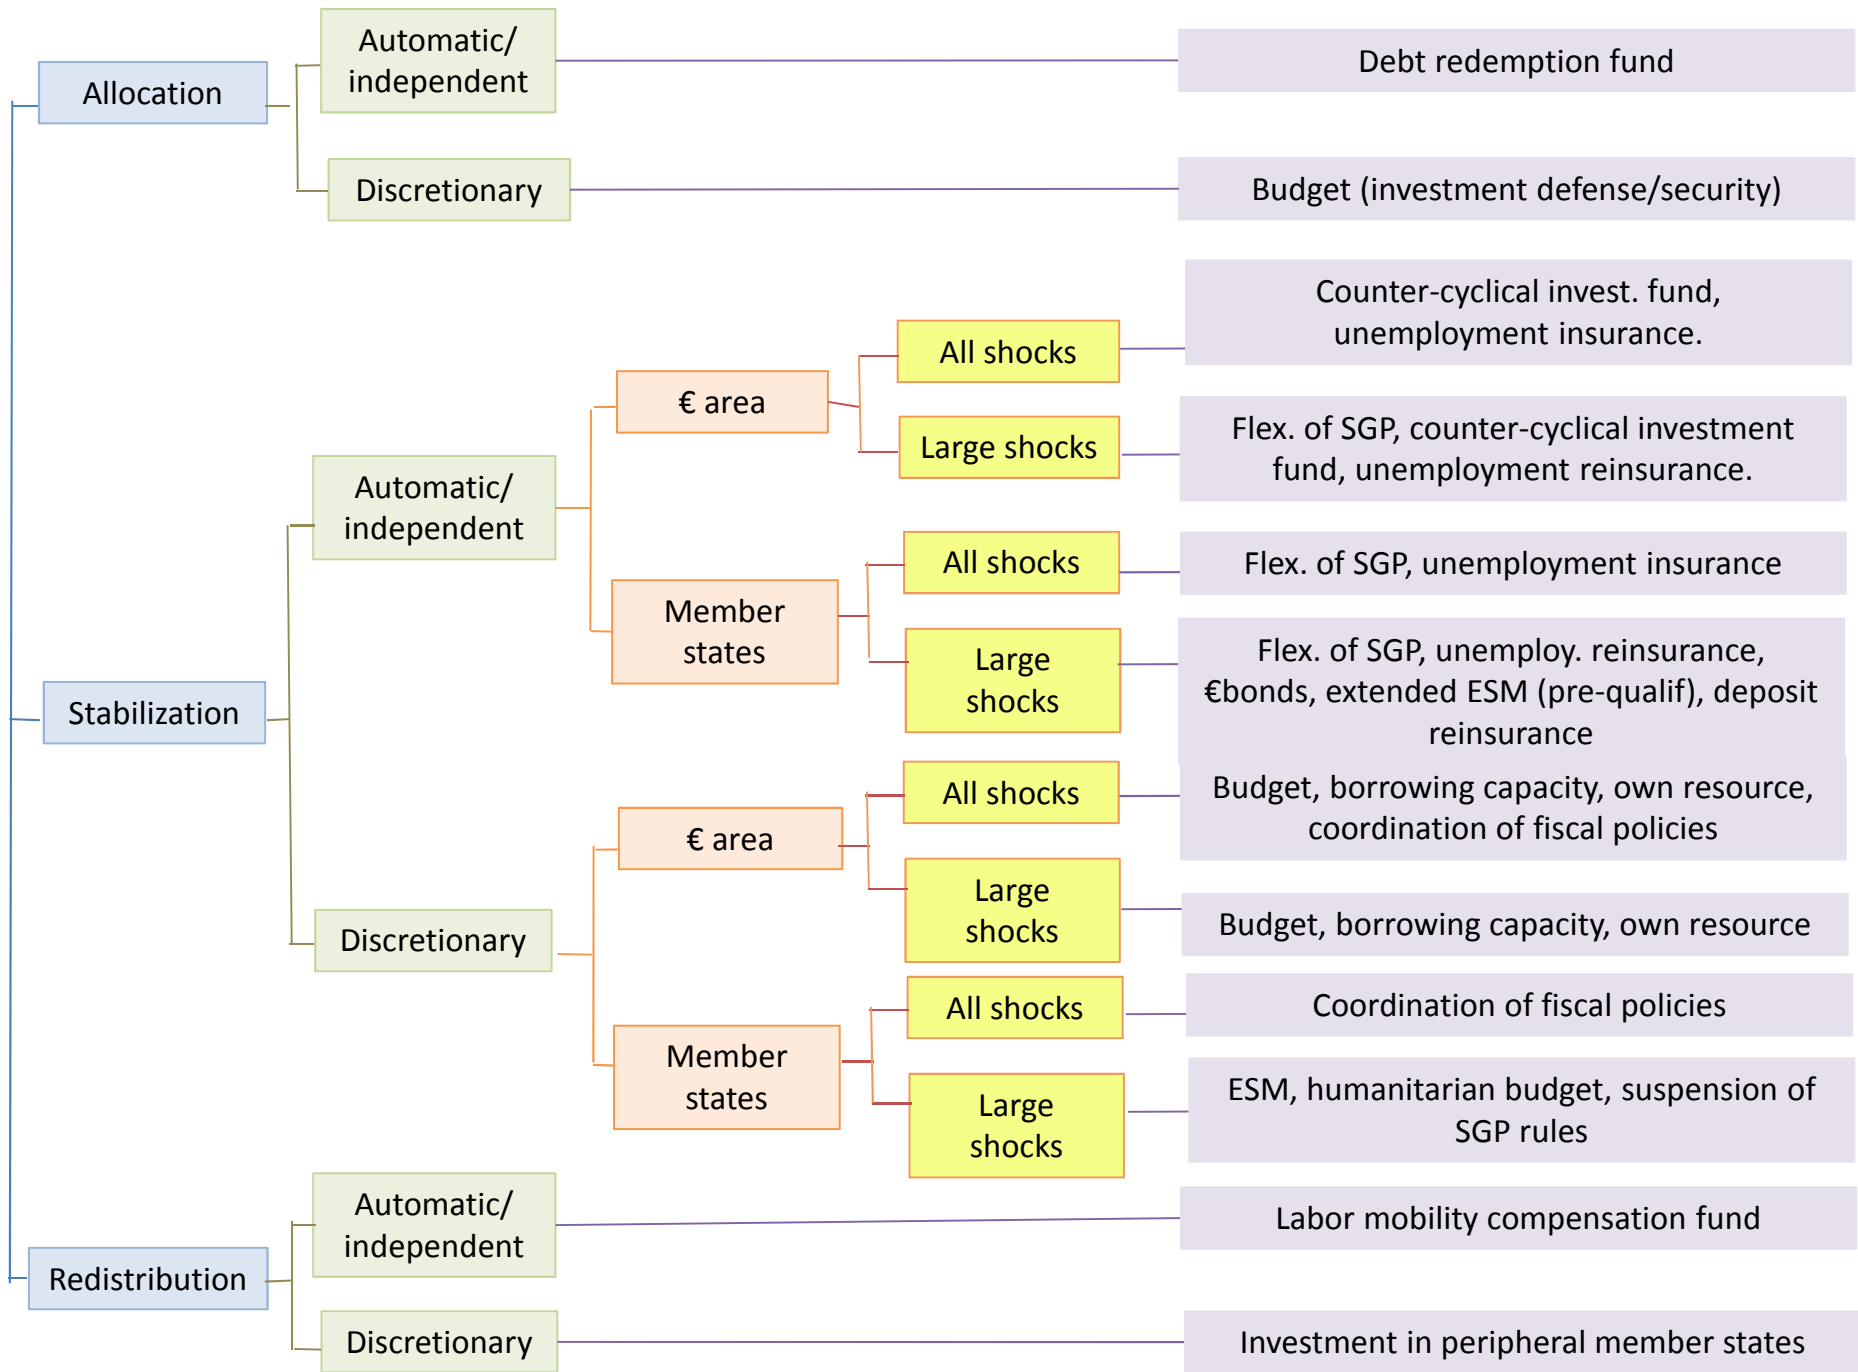 Allocation
Automatic/
independent
Debt redemption fund
Discretionary
Budget (investment defense/security)
Stabilization
Automatic/
independent
€ area
All shocks
Counter-cyclical invest. fund,
unemployment insurance.
Large shocks
Flex. of SGP, counter-cyclical investment
fund, unemployment reinsurance.
Member
states
All shocks
Flex. of SGP, unemployment insurance
Large
shocks
Flex. of SGP, unemploy. reinsurance,
€bonds, extended ESM (pre-qualif), deposit
reinsurance
Discretionary
€ area
All shocks
Budget, borrowing capacity, own resource,
coordination of fiscal policies
Large
shocks
Budget, borrowing capacity, own resource
Member
states
All shocks
Coordination of fiscal policies
Large
shocks
ESM, humanitarian budget, suspension of
SGP rules
Redistribution
Automatic/
independent
Labor mobility compensation fund
Discretionary
Investment in peripheral member states